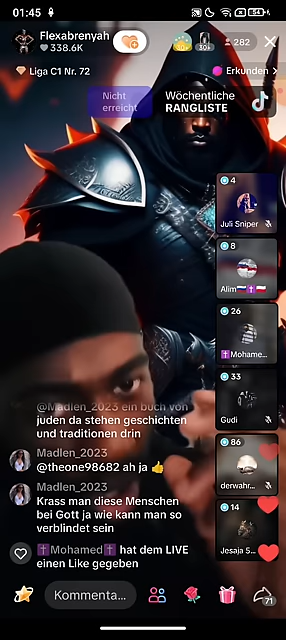 01:45
54
Flexabrenyah
338.6K
30+
282
Liga C1 Nr. 72
Erkunden
Nicht
erreicht
Wöchentliche
RANGLISTE
4
Juli Sniper
8
Alim
26
Mohame...
33
Gudi
86
derwahr...
14
Jesaja S...
@Madlen_2023 ein buch von
juden da stehen geschichten
und traditionen drin
Madlen_2023
@theone98682 ah ja 👍
Madlen_2023
Krass man diese Menschen
bei Gott ja wie kann man so
verblindet sein
✝️Mohamed✝️ hat dem LIVE
einen Like gegeben
Kommenta...
71